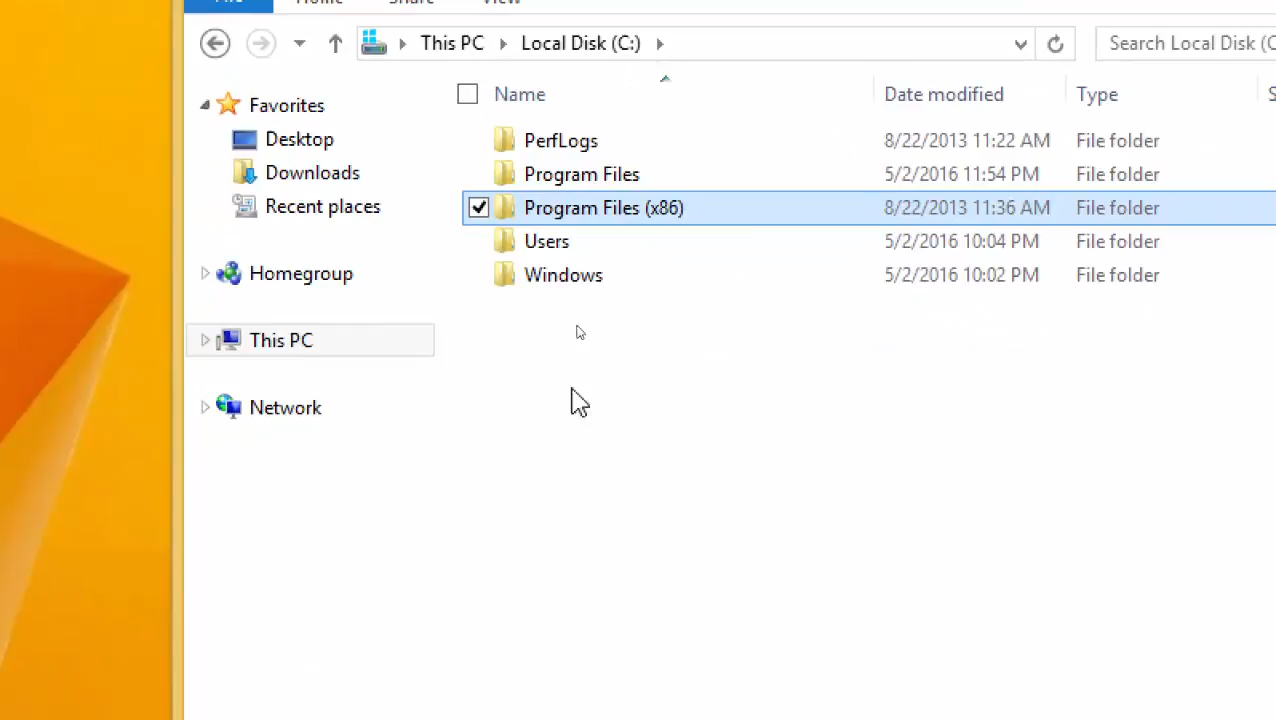 File Home Share View
This PC Local Disk (C:) Search Local Disk (C
Name Date modified Type S
Favorites
Desktop
Downloads
Recent places
Homegroup
This PC
Network
PerfLogs 8/22/2013 11:22 AM File folder
Program Files 5/2/2016 11:54 PM File folder
Program Files (x86) 8/22/2013 11:36 AM File folder
Users 5/2/2016 10:04 PM File folder
Windows 5/2/2016 10:02 PM File folder